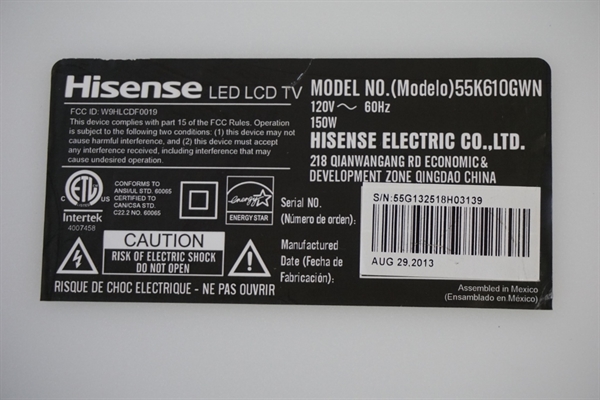 Hisense LED LCD TV
FCC ID: W9HLCDF0019
This device complies with part 15 of the FCC Rules. Operation
is subject to the following two conditions: (1) this device may not
cause harmful interference, and (2) this device must accept
any interference received, including interference that may
cause undesired operation.
MODEL NO.(Modelo)55K610GWN
120V ~ 60Hz
150W
HISENSE ELECTRIC CO.,LTD.
218 QIANWANGANG RD ECONOMIC &
DEVELOPMENT ZONE QINGDAO CHINA
ETL
C US
LISTED
Intertek
4007458
CONFORMS TO
ANSI/UL STD. 60065
CERTIFIED TO
CAN/CSA STD.
C22.2 NO. 60065
energy
ENERGY STAR
Serial NO.
(Número de orden):
S/N:55G132518H03139
Manufactured
Date (Fecha de
Fabricación):
AUG 29,2013
CAUTION
RISK OF ELECTRIC SHOCK
DO NOT OPEN
RISQUE DE CHOC ELECTRIQUE - NE PAS OUVRIR
Assembled in Mexico
(Ensamblado en México)